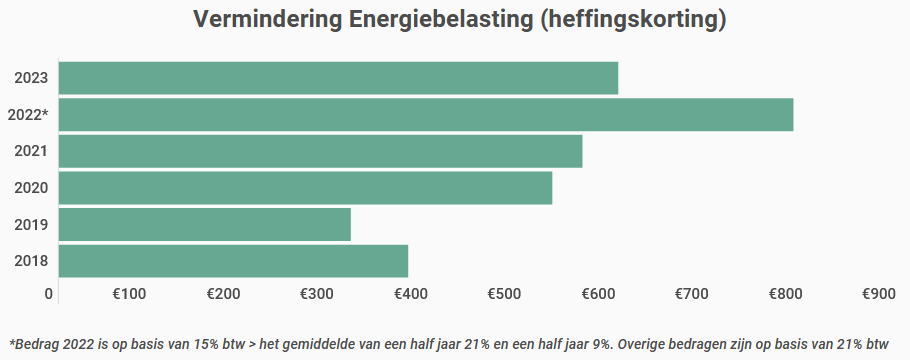 Vermindering Energiebelasting (heffingskorting)
2023
2022*
2021
2020
2019
2018
0 €100 €200 €300 €400 €500 €600 €700 €800 €900
*Bedrag 2022 is op basis van 15% btw > het gemiddelde van een half jaar 21% en een half jaar 9%. Overige bedragen zijn op basis van 21% btw